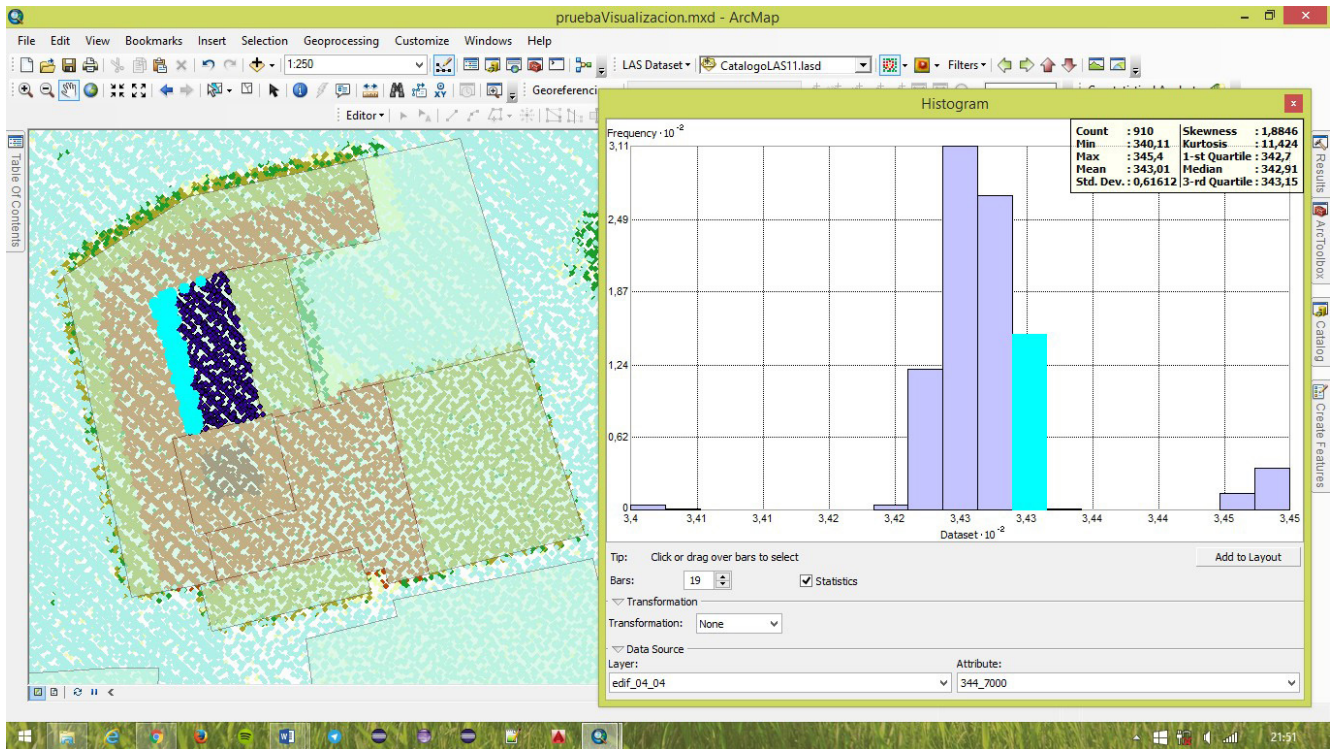 pruebaVisualizacion.mxd - ArcMap
File Edit View Bookmarks Insert Selection Geoprocessing Customize Windows Help
1:250 LAS Dataset CatalogoLAS11.lasd Filters
Georeferenci
Editor
Table Of Contents
Histogram
Frequency · 10 -2
3,11
2,49
1,87
1,24
0,62
0
3,4 3,41 3,41 3,42 3,42 3,43 3,43 3,44 3,44 3,45 3,45
Dataset · 10 -2
Count : 910 Skewness : 1,8846
Min : 340,11 Kurtosis : 11,424
Max : 345,4 1-st Quartile : 342,7
Mean : 343,01 Median : 342,91
Std. Dev. : 0,61612 3-rd Quartile : 343,15
Tip: Click or drag over bars to select
Add to Layout
Bars: 19 Statistics
Transformation
Transformation: None
Data Source
Layer: Attribute:
edif_04_04 344_7000
Results
ArcToolbox
Catalog
Create Features
21:51